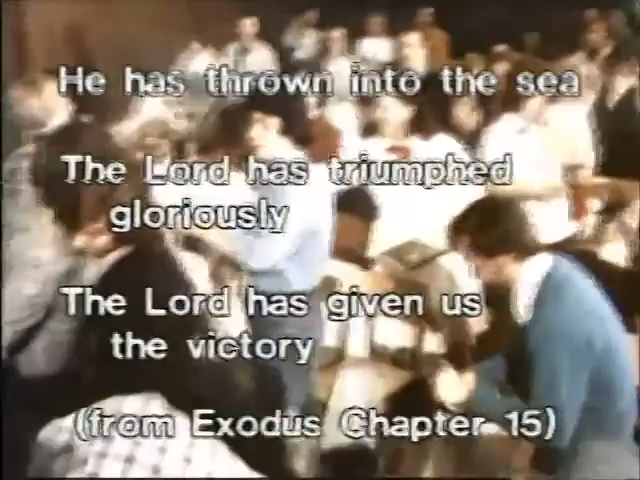 He has thrown into the sea
The Lord has triumphed
gloriously
The Lord has given us
the victory
(from Exodus Chapter 15)